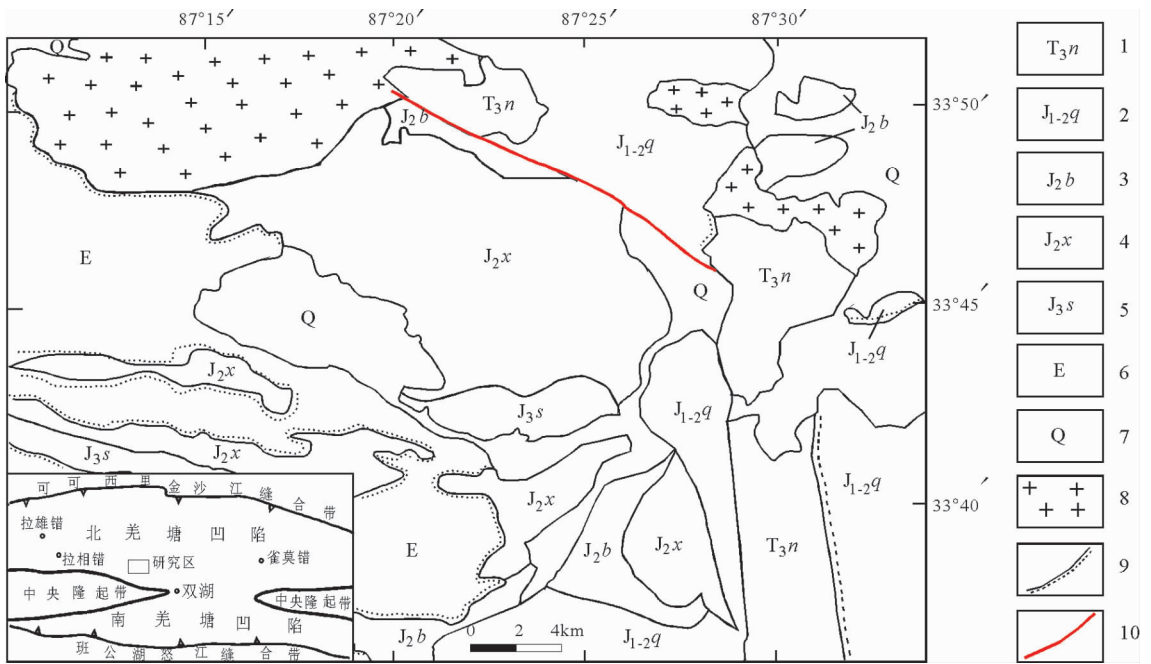 87°15′ 87°20′ 87°25′ 87°30′
Q
T₃n
J₂b
J₁₋₂q
J₂b
33°50′
Q
E
J₂x
Q
T₃n
Q
33°45′
J₁₋₂q
J₂x
J₃s
J₁₋₂q
J₃s
J₂x
J₂x
J₁₋₂q
33°40′
E
J₂b
J₂x
T₃n
J₂b
J₁₋₂q
0 2 4km
可可西里金沙江缝合带
拉雄错
北羌塘凹陷
拉相错
研究区
雀莫错
中央隆起带
双湖
中央隆起带
南羌塘凹陷
班公湖怒江缝合带
T₃n 1
J₁₋₂q 2
J₂b 3
J₂x 4
J₃s 5
E 6
Q 7
8
9
10